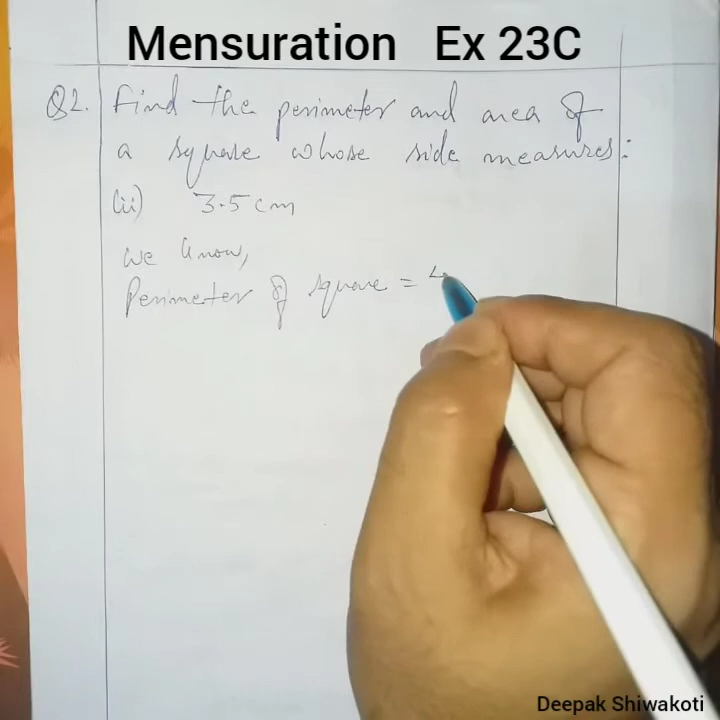 Mensuration Ex 23C
Q2. Find the perimeter and area of
a square whose side measures:
(ii) 3.5 cm
we know,
Perimeter of square = 4
Deepak Shiwakoti